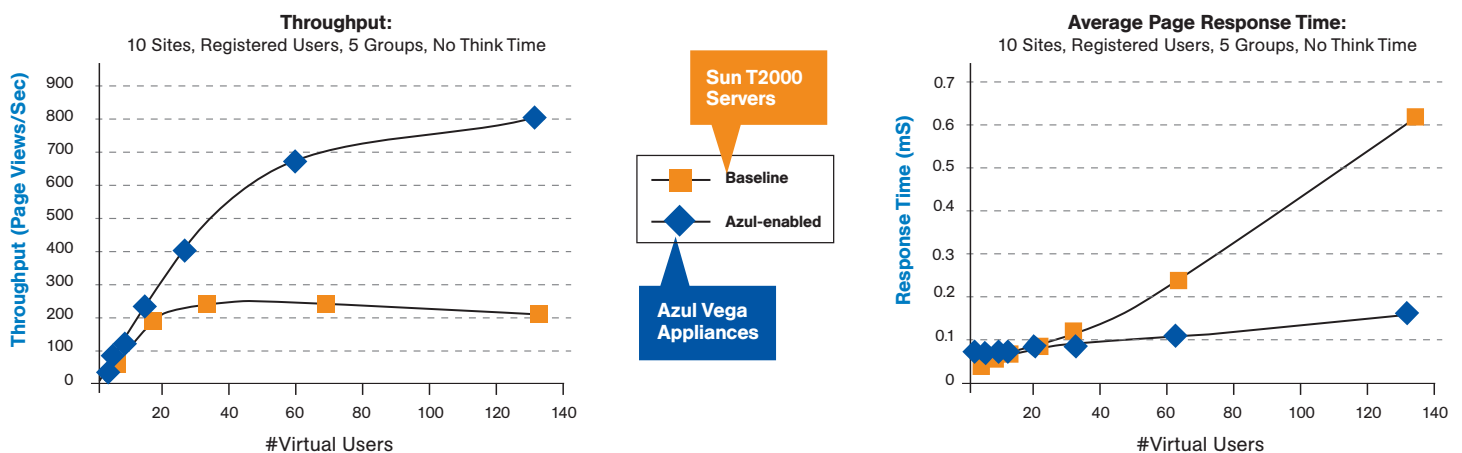 Throughput:
10 Sites, Registered Users, 5 Groups, No Think Time
Throughput (Page Views/Sec)
900
800
700
600
500
400
300
200
100
0
20 40 60 80 100 120 140
#Virtual Users
Sun T2000
Servers
Baseline
Azul-enabled
Azul Vega
Appliances
Average Page Response Time:
10 Sites, Registered Users, 5 Groups, No Think Time
Response Time (mS)
0.7
0.6
0.5
0.4
0.3
0.2
0.1
0
20 40 60 80 100 120 140
#Virtual Users